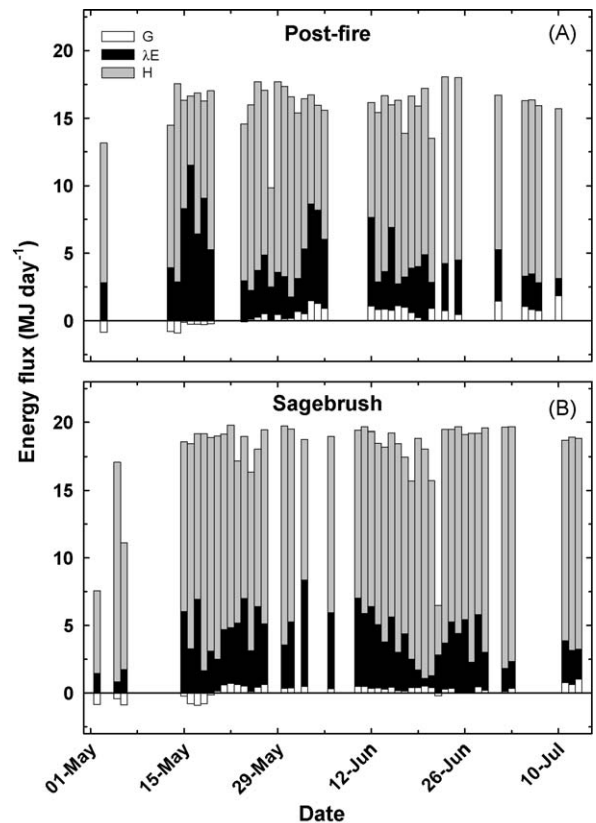 Post-fire
(A)
G
λE
H
20
15
10
5
0
Energy flux (MJ day⁻¹)
Sagebrush
(B)
20
15
10
5
0
01-May
15-May
29-May
12-Jun
26-Jun
10-Jul
Date